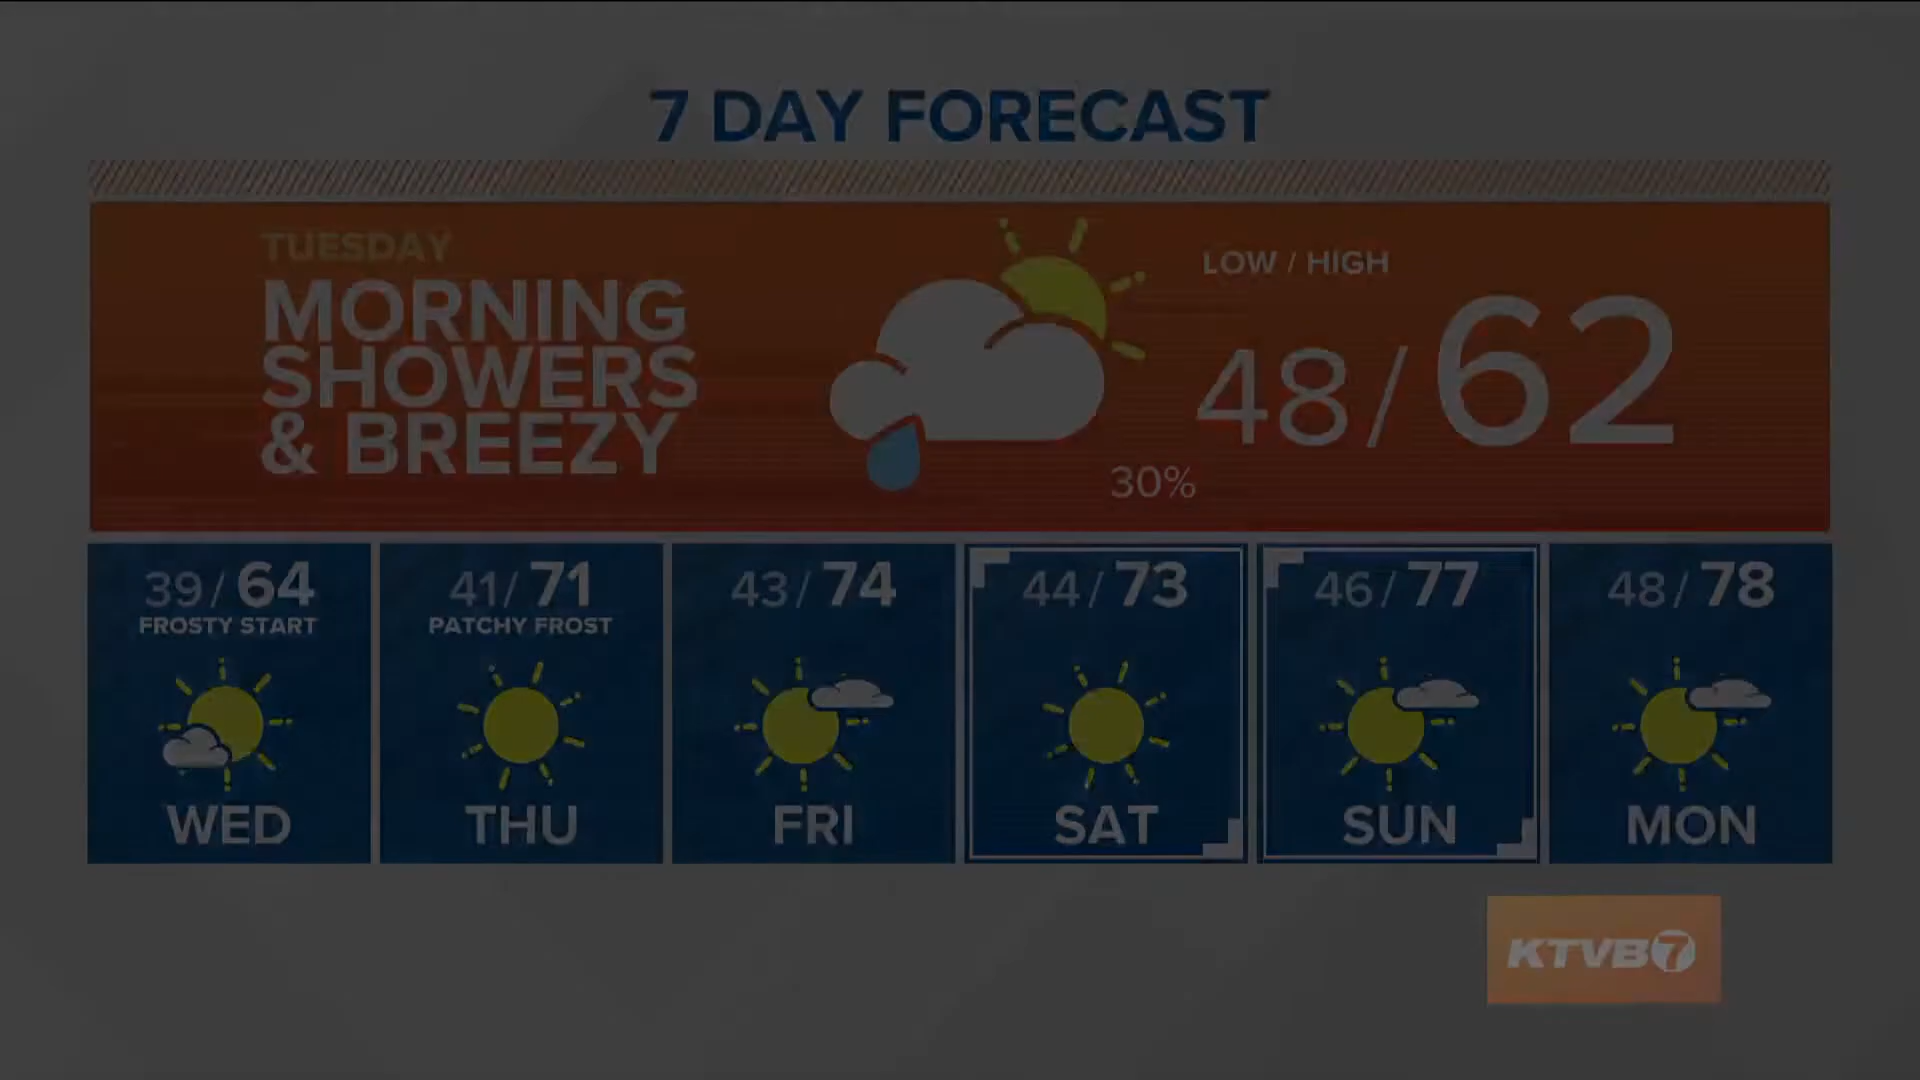 7 DAY FORECAST
TUESDAY
MORNING
SHOWERS
& BREEZY
LOW / HIGH
48/62
30%
39/64
FROSTY START
WED
41/71
PATCHY FROST
THU
43/74
FRI
44/73
SAT
46/77
SUN
48/78
MON
KTVB7